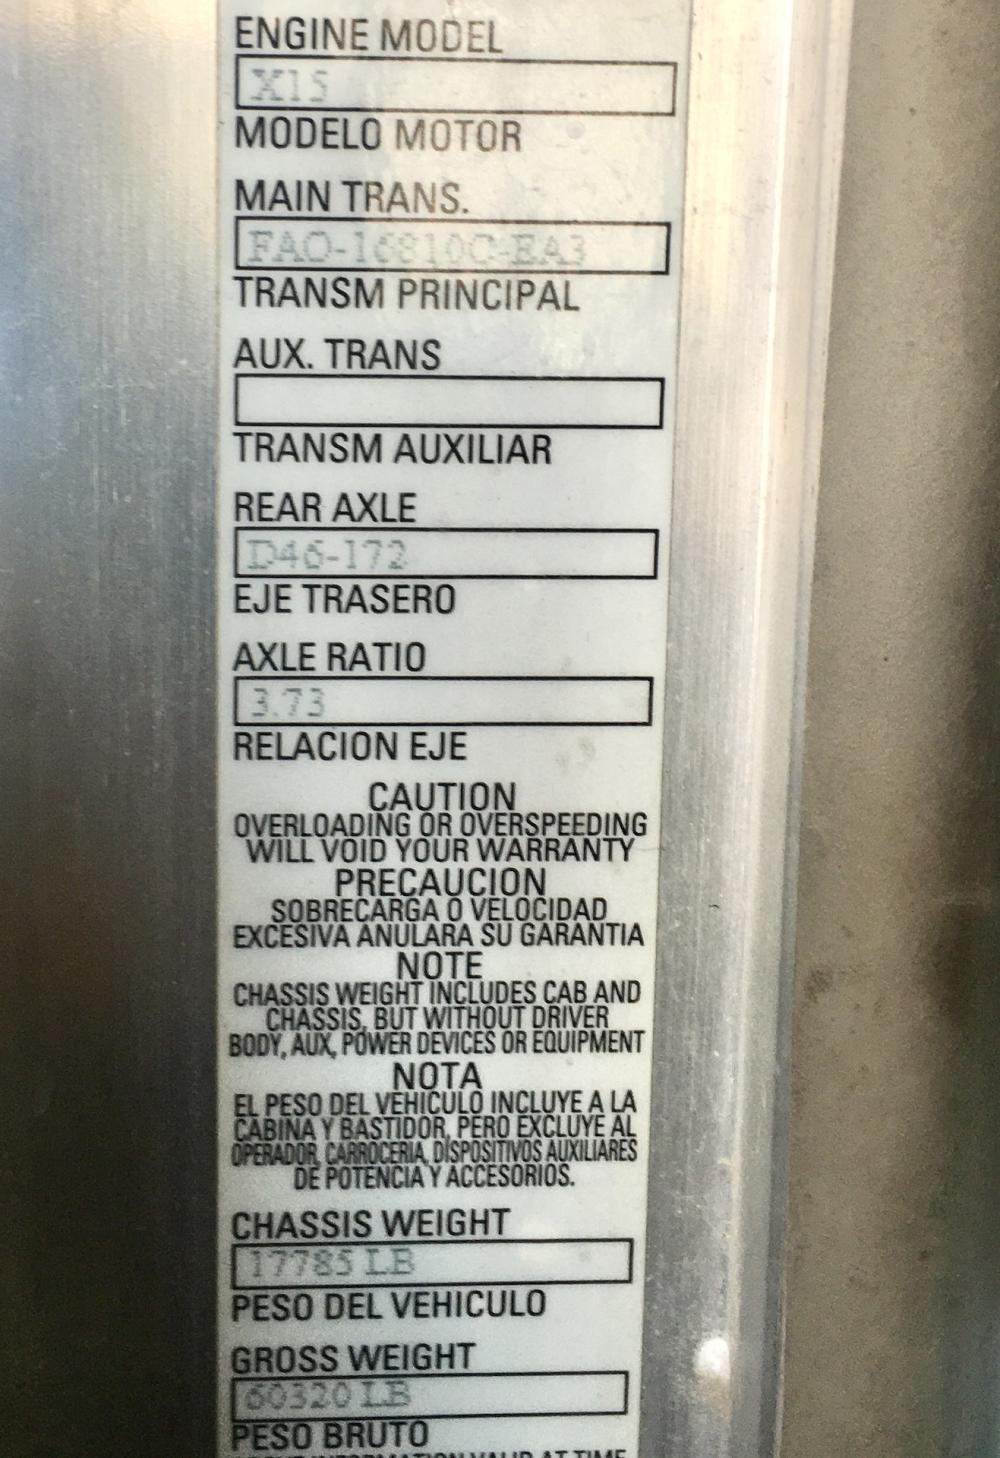 ENGINE MODEL
X15
MODELO MOTOR
MAIN TRANS.
FAO-16810C-EA3
TRANSM PRINCIPAL
AUX. TRANS
TRANSM AUXILIAR
REAR AXLE
D46-172
EJE TRASERO
AXLE RATIO
3.73
RELACION EJE
CAUTION
OVERLOADING OR OVERSPEEDING
WILL VOID YOUR WARRANTY
PRECAUCION
SOBRECARGA O VELOCIDAD
EXCESIVA ANULARA SU GARANTIA
NOTE
CHASSIS WEIGHT INCLUDES CAB AND
CHASSIS, BUT WITHOUT DRIVER
BODY, AUX, POWER DEVICES OR EQUIPMENT
NOTA
EL PESO DEL VEHICULO INCLUYE A LA
CABINA Y BASTIDOR, PERO EXCLUYE AL
OPERADOR, CARROCERIA, DISPOSITIVOS AUXILIARES
DE POTENCIA Y ACCESORIOS.
CHASSIS WEIGHT
17785 LB
PESO DEL VEHICULO
GROSS WEIGHT
60320 LB
PESO BRUTO
INFORMATION VALID AT TIME